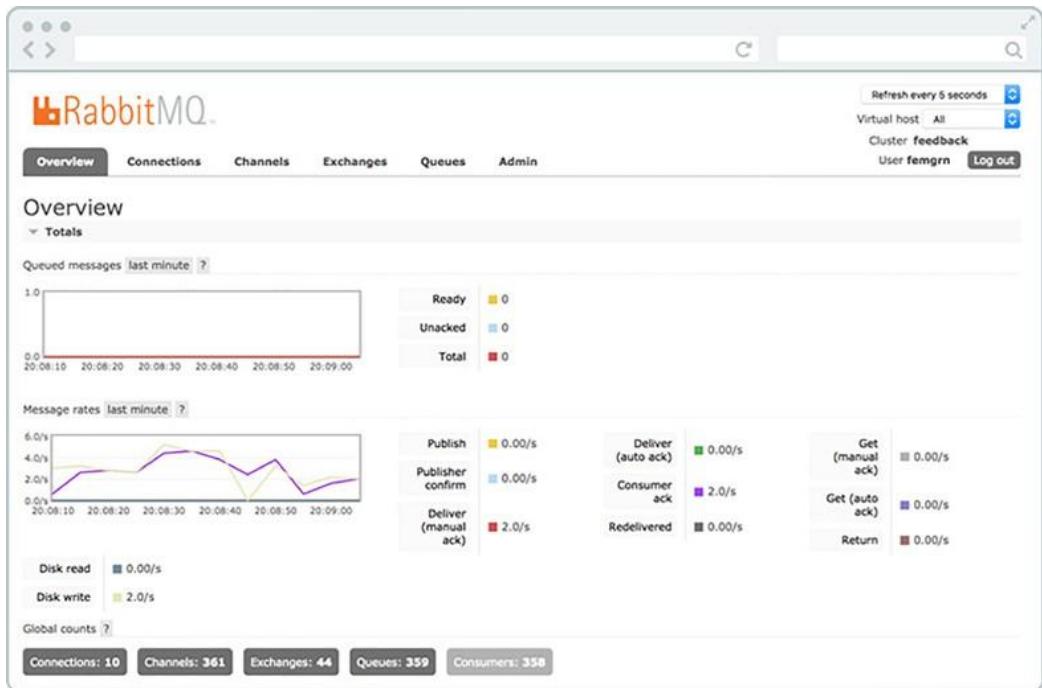 RabbitMQ
Refresh every 5 seconds
Virtual host All
Cluster feedback
User femgrn Log out
Overview Connections Channels Exchanges Queues Admin
Overview
Totals
Queued messages last minute ?
1.0
0.0
20:08:10 20:08:20 20:08:30 20:08:40 20:08:50 20:09:00
Ready 0
Unacked 0
Total 0
Message rates last minute ?
6.0/s
4.0/s
2.0/s
0.0/s
20:08:10 20:08:20 20:08:30 20:08:40 20:08:50 20:09:00
Publish 0.00/s
Publisher
confirm 0.00/s
Deliver
(manual
ack) 2.0/s
Deliver
(auto ack) 0.00/s
Consumer
ack 2.0/s
Redelivered 0.00/s
Get
(manual
ack) 0.00/s
Get (auto
ack) 0.00/s
Return 0.00/s
Disk read 0.00/s
Disk write 2.0/s
Global counts ?
Connections: 10 Channels: 361 Exchanges: 44 Queues: 359 Consumers: 358